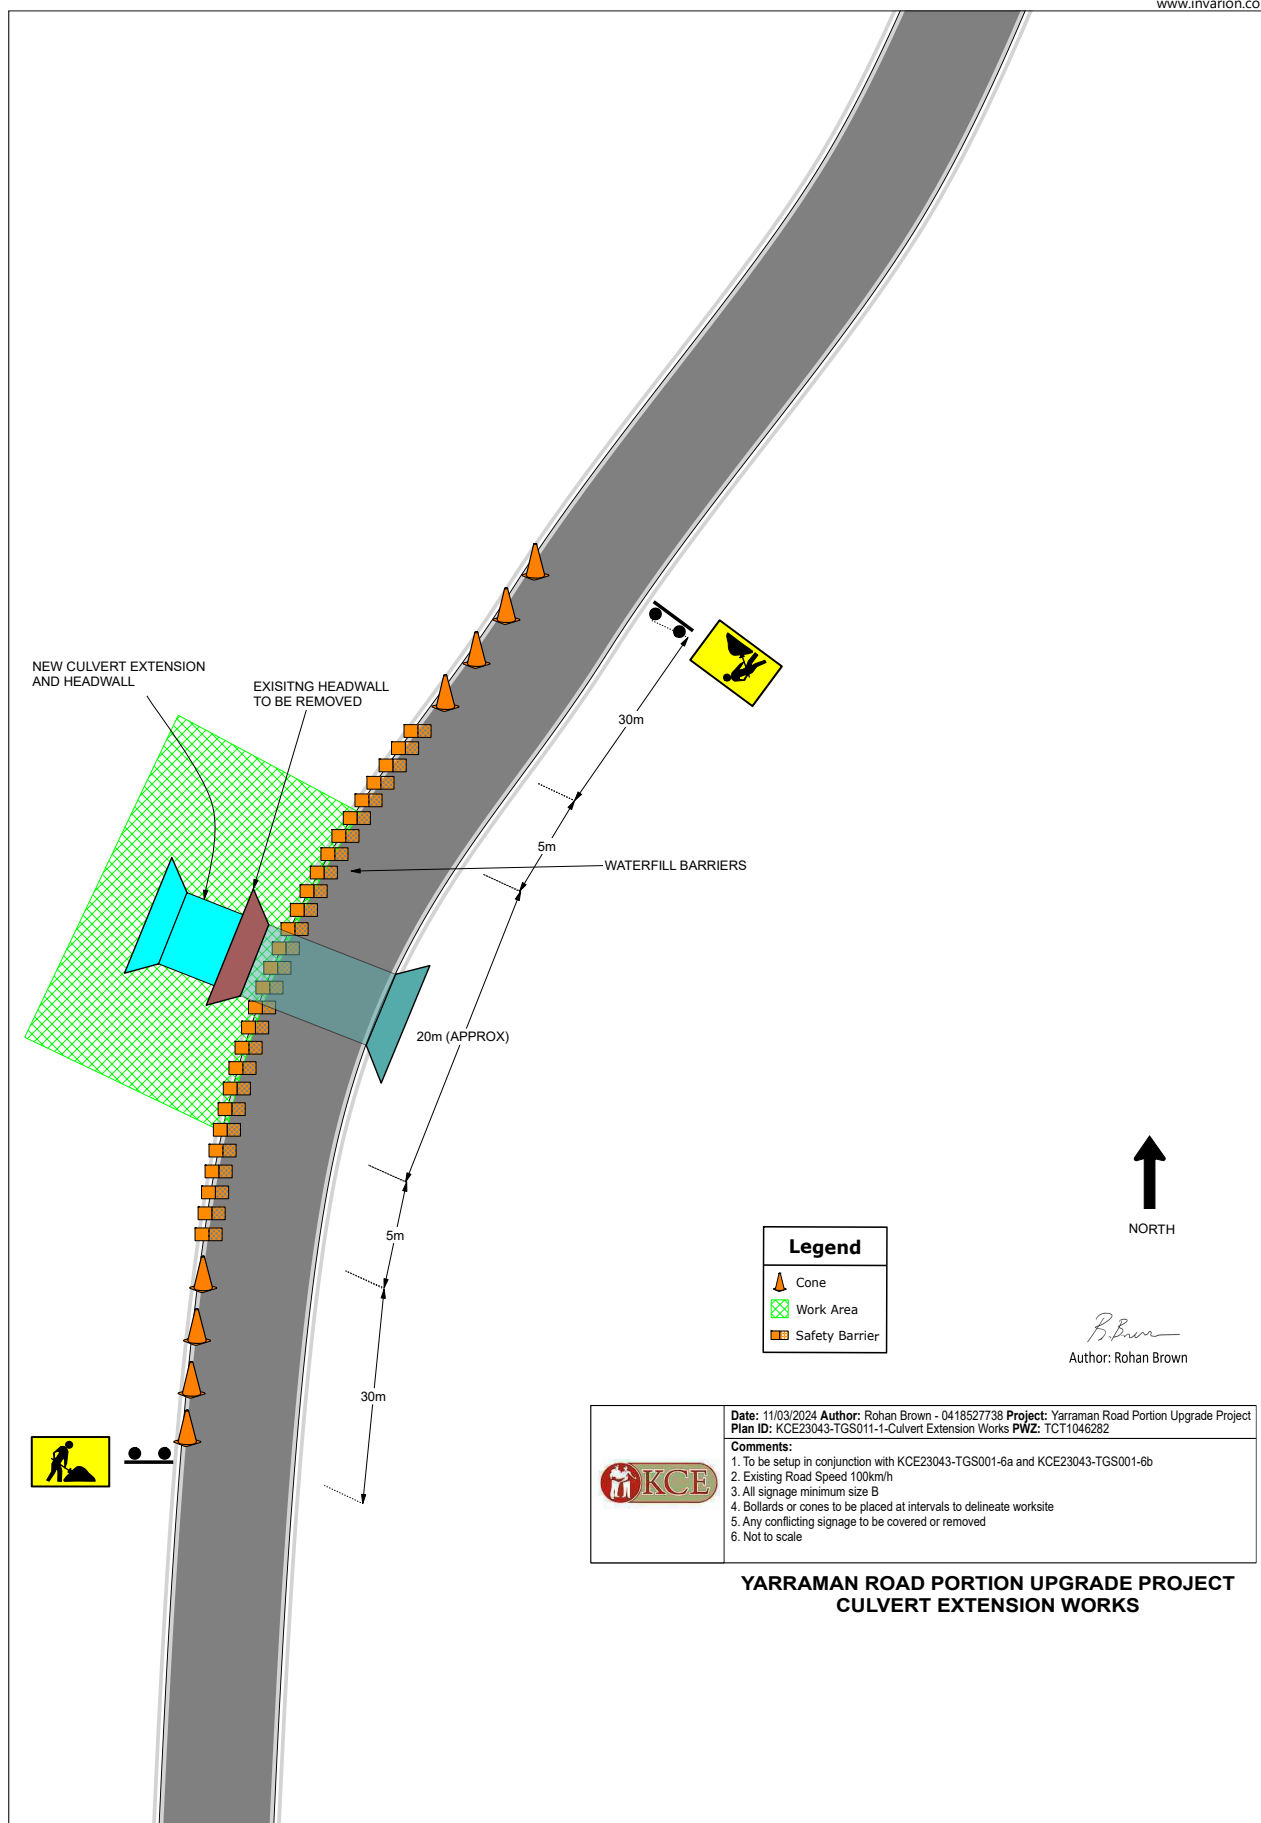 www.invarion.co
NEW CULVERT EXTENSION
AND HEADWALL
EXISITNG HEADWALL
TO BE REMOVED
30m
5m
WATERFILL BARRIERS
20m (APPROX)
5m
30m
NORTH
Legend
Cone
Work Area
Safety Barrier
Author: Rohan Brown
KCE
Date: 11/03/2024 Author: Rohan Brown - 0418527738 Project: Yarraman Road Portion Upgrade Project
Plan ID: KCE23043-TGS011-1-Culvert Extension Works PWZ: TCT1046282
Comments:
1. To be setup in conjunction with KCE23043-TGS001-6a and KCE23043-TGS001-6b
2. Existing Road Speed 100km/h
3. All signage minimum size B
4. Bollards or cones to be placed at intervals to delineate worksite
5. Any conflicting signage to be covered or removed
6. Not to scale
YARRAMAN ROAD PORTION UPGRADE PROJECT
CULVERT EXTENSION WORKS